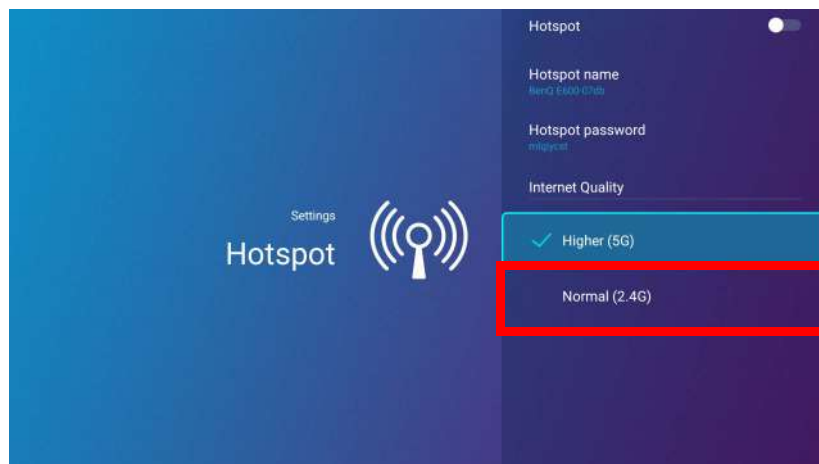 Hotspot
Hotspot name
BenQ E600-07db
Hotspot password
Internet Quality
Settings
Hotspot
Higher (5G)
Normal (2.4G)